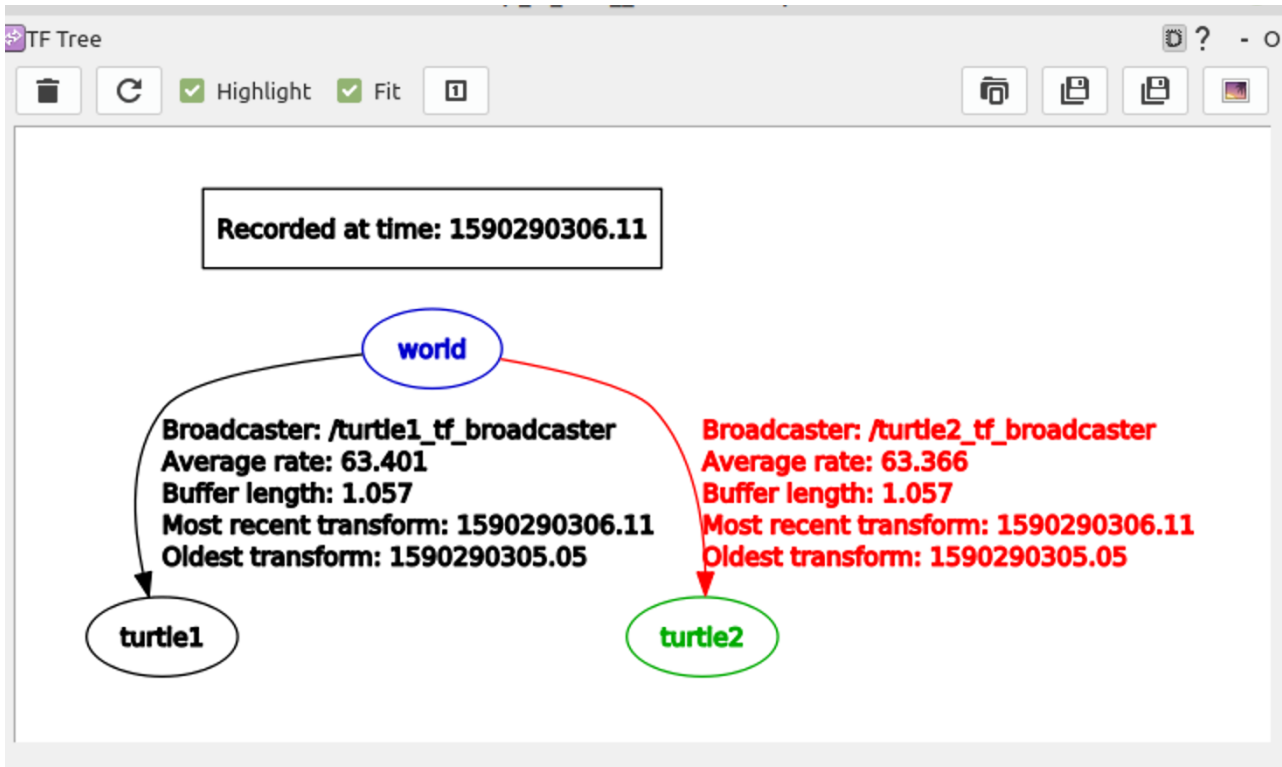 TF Tree
D ? - O
Highlight Fit 1
Recorded at time: 1590290306.11
world
Broadcaster: /turtle1_tf_broadcaster
Average rate: 63.401
Buffer length: 1.057
Most recent transform: 1590290306.11
Oldest transform: 1590290305.05
Broadcaster: /turtle2_tf_broadcaster
Average rate: 63.366
Buffer length: 1.057
Most recent transform: 1590290306.11
Oldest transform: 1590290305.05
turtle1
turtle2